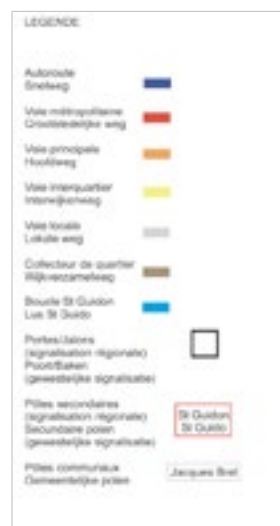 LEGENDE
Autoroute
Snelweg
Voie métropolitaine
Grootstedelijke weg
Voie principale
Hoofdweg
Voie interquartier
Interwijkenweg
Voie locale
Lokale weg
Collecteur de quartier
Wijkverzamelweg
Boucle St Guidon
Lus St Guido
Portes/Jalons
(signalisation régionale)
Poort/Baken
(gewestelijke signalisatie)
Pôles secondaires
(signalisation régionale)
St Guidon
St Guido
Secundaire polen
(gewestelijke signalisatie)
Pôles communaux
Gemeentelijke polen
Jacques Brel